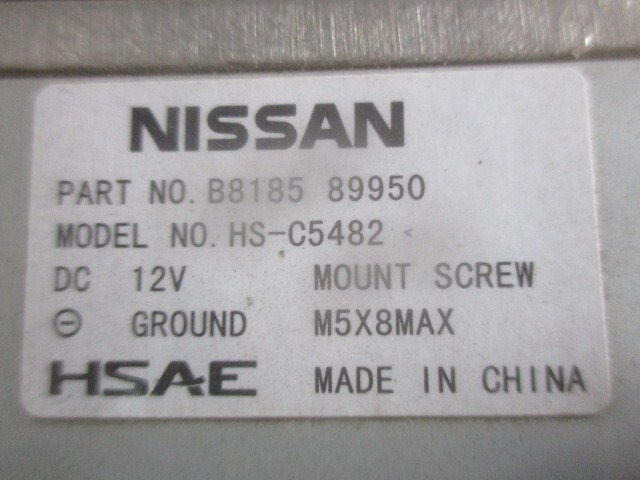 NISSAN
PART NO. B8185 89950
MODEL NO. HS-C5482
DC 12V MOUNT SCREW
⊖ GROUND M5X8MAX
HSAE MADE IN CHINA